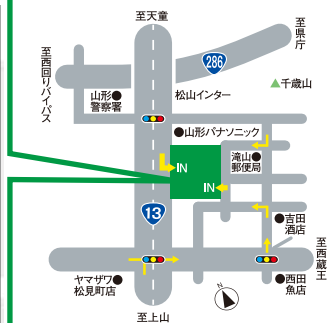 至天童
至県庁
至西回りバイパス
286
山形
警察署
松山インター
千歳山
山形パナソニック
滝山
郵便局
IN
IN
13
吉田
酒店
至西蔵王
ヤマザワ
松見町店
西田
魚店
N
至上山